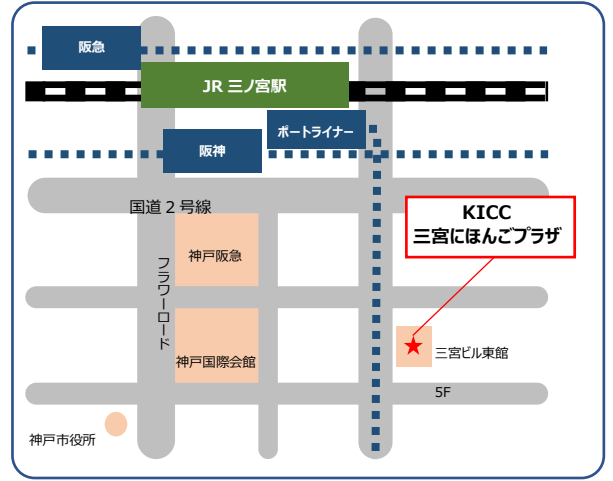 阪急
JR 三ノ宮駅
ポートライナー
阪神
国道２号線
KICC
三宮にほんごプラザ
神戸阪急
フラワーロード
神戸国際会館
三宮ビル東館
5F
神戸市役所